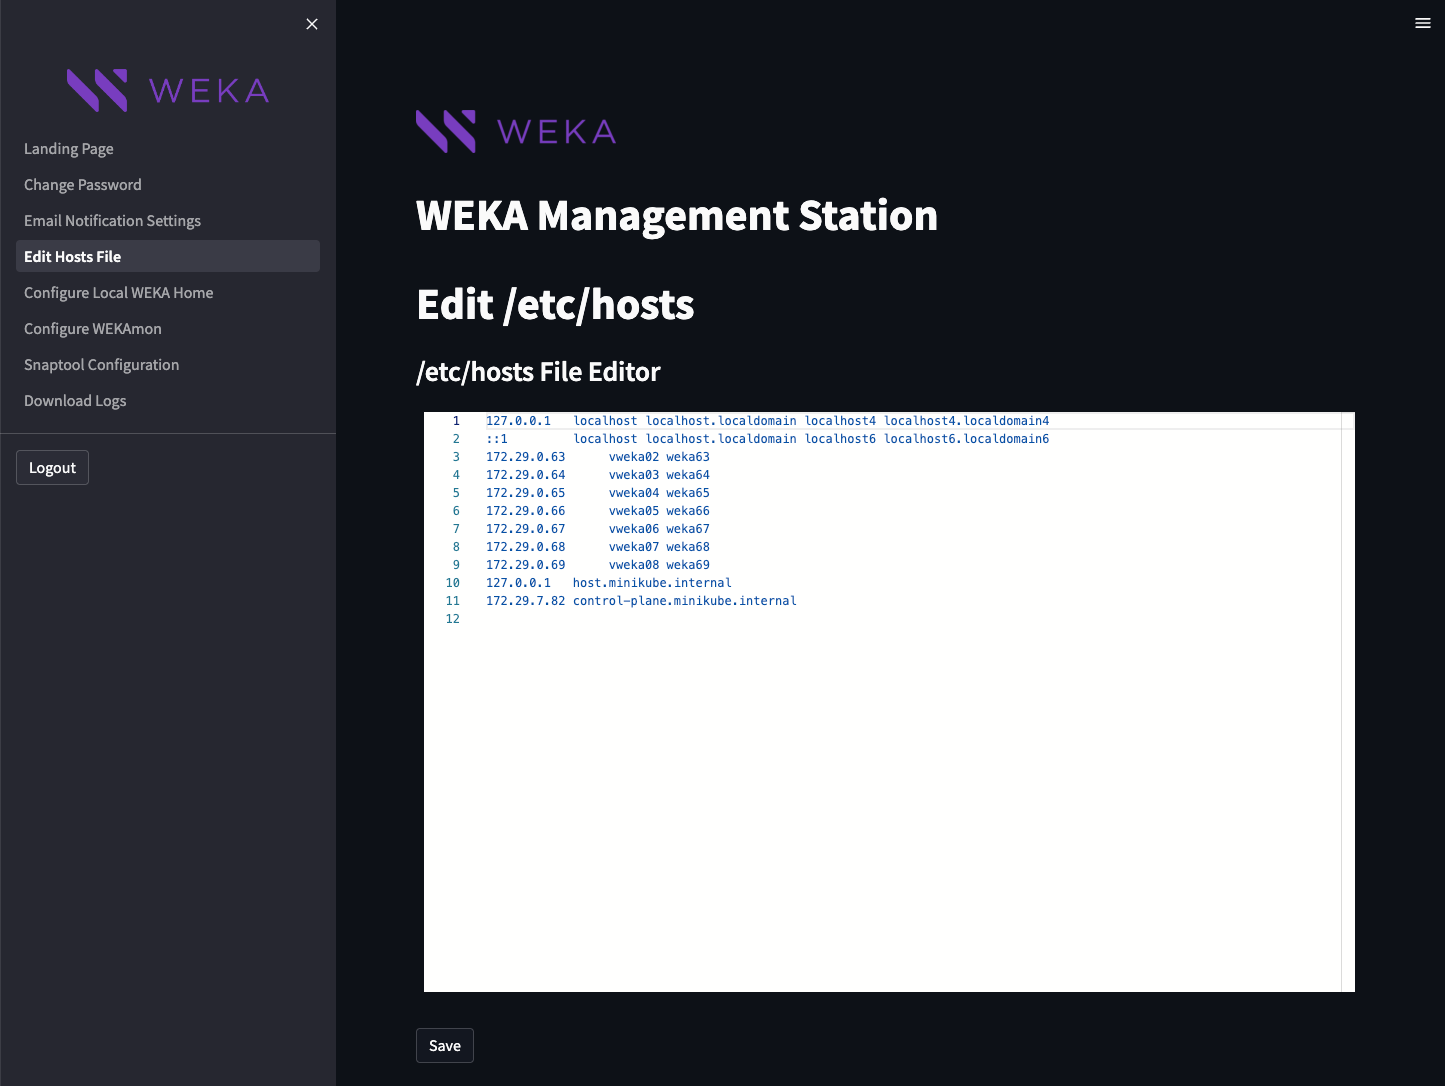 WEKA
Landing Page
Change Password
Email Notification Settings
Edit Hosts File
Configure Local WEKA Home
Configure WEKAmon
Snaptool Configuration
Download Logs
Logout
WEKA
WEKA Management Station
Edit /etc/hosts
/etc/hosts File Editor
1 127.0.0.1 localhost localhost.localdomain localhost4 localhost4.localdomain4
2 ::1 localhost localhost.localdomain localhost6 localhost6.localdomain6
3 172.29.0.63 vweka02 weka63
4 172.29.0.64 vweka03 weka64
5 172.29.0.65 vweka04 weka65
6 172.29.0.66 vweka05 weka66
7 172.29.0.67 vweka06 weka67
8 172.29.0.68 vweka07 weka68
9 172.29.0.69 vweka08 weka69
10 127.0.0.1 host.minikube.internal
11 172.29.7.82 control-plane.minikube.internal
12
Save